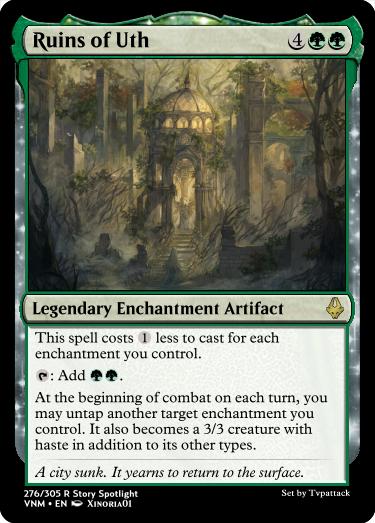 Ruins of Uth 4
Legendary Enchantment Artifact
This spell costs 1 less to cast for each
enchantment you control.
: Add .
At the beginning of combat on each turn, you
may untap another target enchantment you
control. It also becomes a 3/3 creature with
haste in addition to its other types.
A city sunk. It yearns to return to the surface.
276/305 R Story Spotlight
Set by Tvpattack
VNM • EN Xinoria01